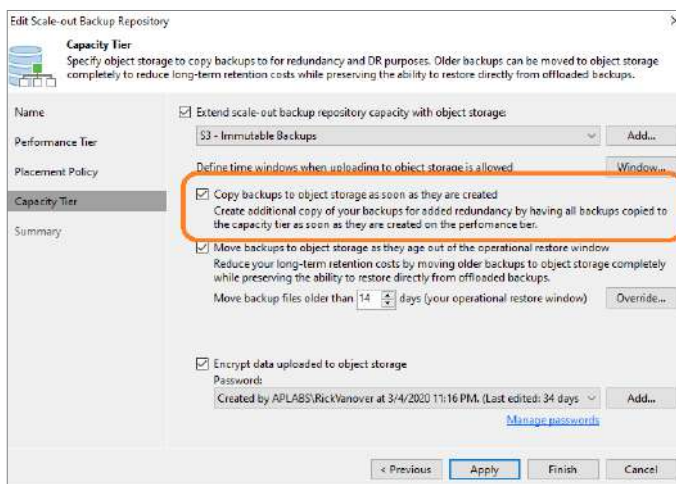 Edit Scale-out Backup Repository
Capacity Tier
Specify object storage to copy backups to for redundancy and DR purposes. Older backups can be moved to object storage
completely to reduce long-term retention costs while preserving the ability to restore directly from offloaded backups.
Name
Performance Tier
Placement Policy
Capacity Tier
Summary
Extend scale-out backup repository capacity with object storage:
S3 - Immutable Backups
Add...
Define time windows when uploading to object storage is allowed
Window...
Copy backups to object storage as soon as they are created
Create additional copy of your backups for added redundancy by having all backups copied to
the capacity tier as soon as they are created on the perfomance tier.
Move backups to object storage as they age out of the operational restore window
Reduce your long-term retention costs by moving older backups to object storage completely
while preserving the ability to restore directly from offloaded backups.
Move backup files older than 14 days (your operational restore window)
Override...
Encrypt data uploaded to object storage
Password:
Created by APLABS\RickVanover at 3/4/2020 11:16 PM. (Last edited: 34 days
Add...
Manage passwords
< Previous
Apply
Finish
Cancel